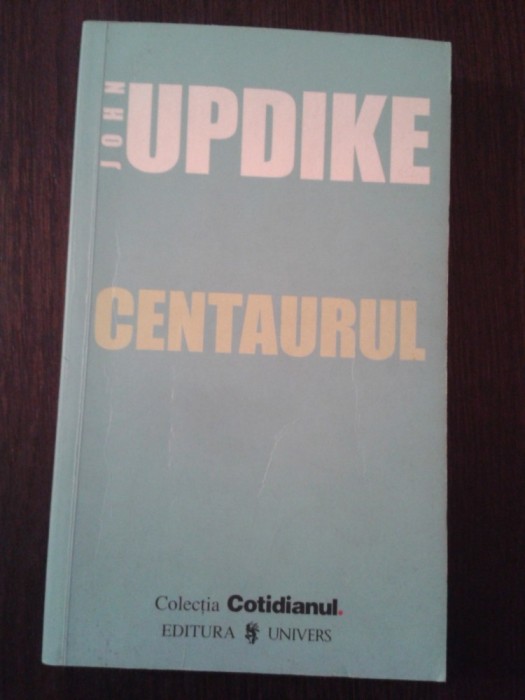 JOHN UPDIKE
CENTAURUL
Colecția Cotidianul.
EDITURA UNIVERS